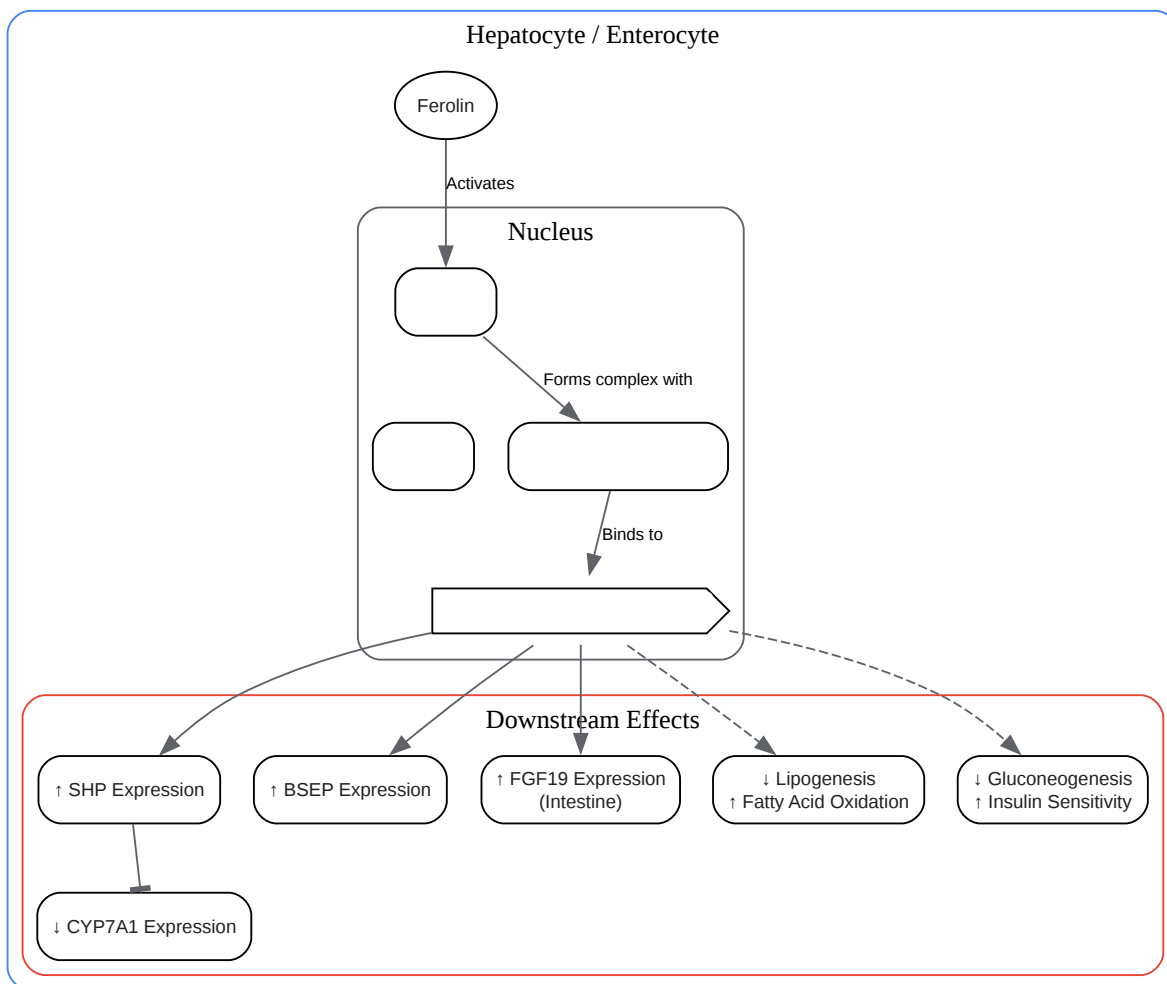 Hepatocyte / Enterocyte
Ferolin
Activates
Nucleus
Forms complex with
Binds to
Downstream Effects
↑ SHP Expression
↑ BSEP Expression
↑ FGF19 Expression
(Intestine)
↓ Lipogenesis
↑ Fatty Acid Oxidation
↓ Gluconeogenesis
↑ Insulin Sensitivity
↓ CYP7A1 Expression